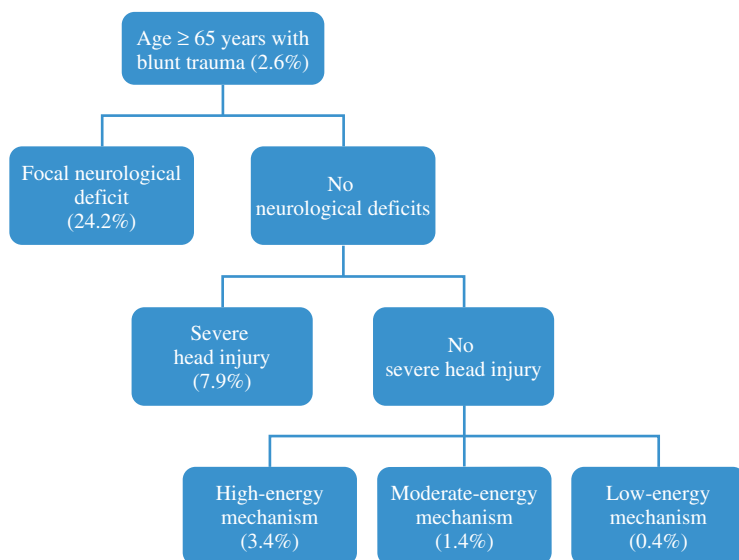 Age ≥ 65 years with
blunt trauma (2.6%)
Focal neurological
deficit
(24.2%)
No
neurological deficits
Severe
head injury
(7.9%)
No
severe head injury
High-energy
mechanism
(3.4%)
Moderate-energy
mechanism
(1.4%)
Low-energy
mechanism
(0.4%)